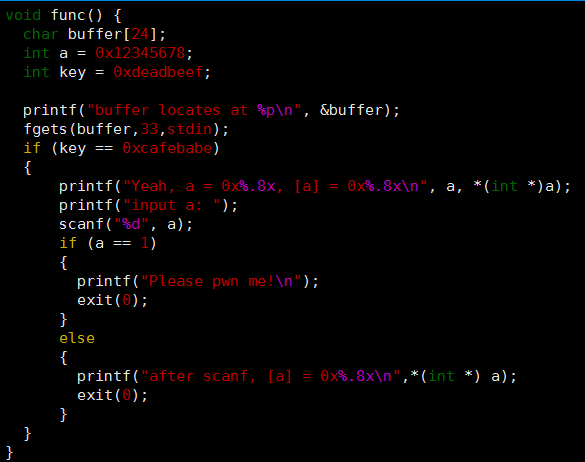 void func() {
  char buffer[24];
  int a = 0x12345678;
  int key = 0xdeadbeef;

  printf("buffer locates at %p\n", &buffer);
  fgets(buffer,33,stdin);
  if (key == 0xcafebabe)
  {
      printf("Yeah, a = 0x%.8x, [a] = 0x%.8x\n", a, *(int *)a);
      printf("input a: ");
      scanf("%d", a);
      if (a == 1)
      {
        printf("Please pwn me!\n");
        exit(0);
      }
      else
      {
        printf("after scanf, [a] = 0x%.8x\n",*(int *) a);
        exit(0);
      }
  }
}